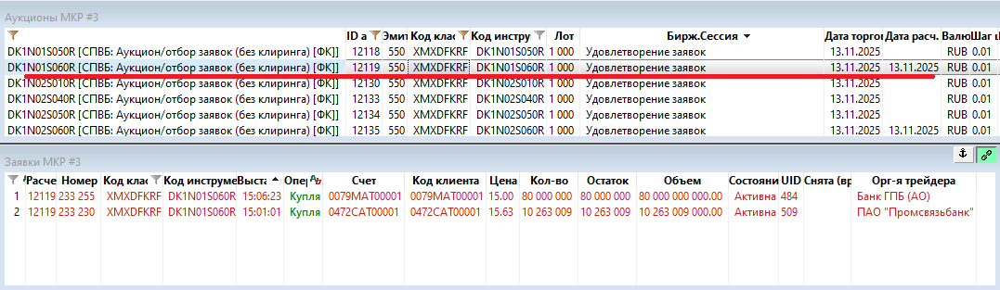 Аукционы МКР #3
ID а Эмит Код клас Код инстру Лот Бирж.Сессия Дата торгов Дата расч. Валю Шаг ц
DK1N01S050R [СПВБ: Аукцион/отбор заявок (без клиринга) [ФК]] 12118 550 XMXDFKRF DK1N01S050R 1 000 Удовлетворение заявок 13.11.2025 RUB 0.01
DK1N01S060R [СПВБ: Аукцион/отбор заявок (без клиринга) [ФК]] 12119 550 XMXDFKRF DK1N01S060R 1 000 Удовлетворение заявок 13.11.2025 13.11.2025 RUB 0.01
DK1N02S010R [СПВБ: Аукцион/отбор заявок (без клиринга) [ФК]] 12130 550 XMXDFKRF DK1N02S010R 1 000 Удовлетворение заявок 13.11.2025 RUB 0.01
DK1N02S040R [СПВБ: Аукцион/отбор заявок (без клиринга) [ФК]] 12133 550 XMXDFKRF DK1N02S040R 1 000 Удовлетворение заявок 13.11.2025 RUB 0.01
DK1N02S050R [СПВБ: Аукцион/отбор заявок (без клиринга) [ФК]] 12134 550 XMXDFKRF DK1N02S050R 1 000 Удовлетворение заявок 13.11.2025 RUB 0.01
DK1N02S060R [СПВБ: Аукцион/отбор заявок (без клиринга) [ФК]] 12135 550 XMXDFKRF DK1N02S060R 1 000 Удовлетворение заявок 13.11.2025 13.11.2025 RUB 0.01
Заявки МКР #3
Расче Номер Код клас Код инструме Выста Опер Счет Код клиента Цена Кол-во Остаток Объем Состояни UID Снята (вр Орг-я трейдера
1 12119 233 255 XMXDFKRF DK1N01S060R 15:06:23 Купля 0079MAT00001 0079MAT00001 15.00 80 000 000 80 000 000 80 000 000 000.00 Активна 484 Банк ГПБ (АО)
2 12119 233 230 XMXDFKRF DK1N01S060R 15:01:01 Купля 0472CAT00001 0472CAT00001 15.63 10 263 009 10 263 009 10 263 009 000.00 Активна 509 ПАО "Промсвязьбанк"